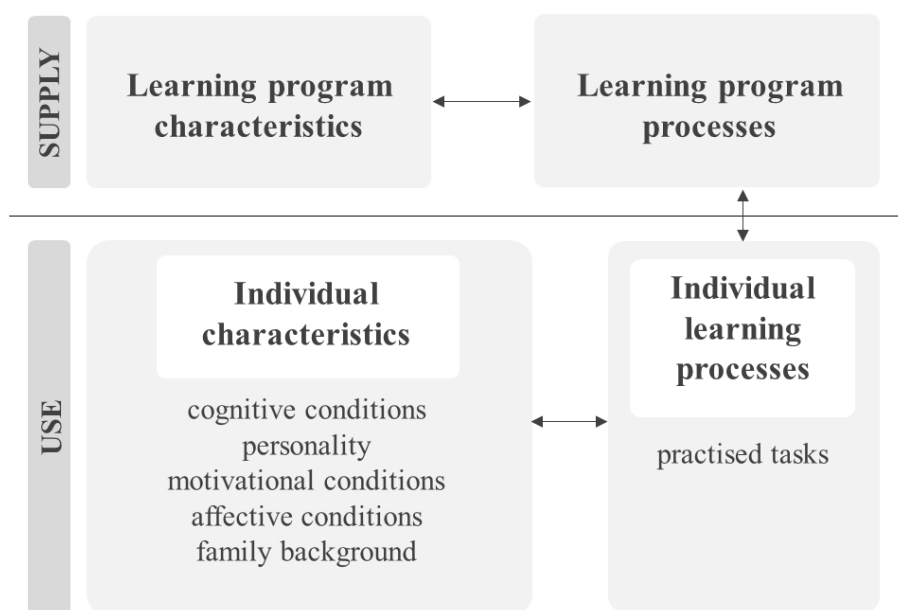 SUPPLY
Learning program
characteristics
Learning program
processes
USE
Individual
characteristics
cognitive conditions
personality
motivational conditions
affective conditions
family background
Individual
learning
processes
practised tasks